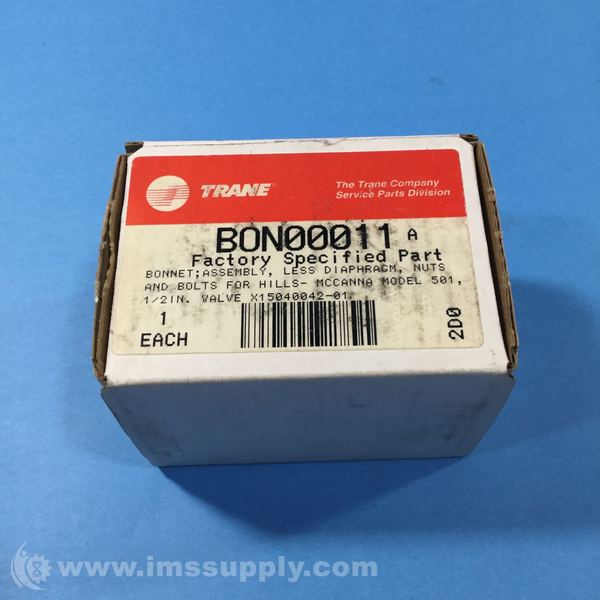 TRANE®
The Trane Company
Service Parts Division
BON00011 A
Factory Specified Part
BONNET;ASSEMBLY, LESS DIAPHRAGM, NUTS
AND BOLTS FOR HILLS- MCCANNA MODEL 501,
1/2IN. VALVE X15040042-01.
1
EACH
2D0
© www.imssupply.com